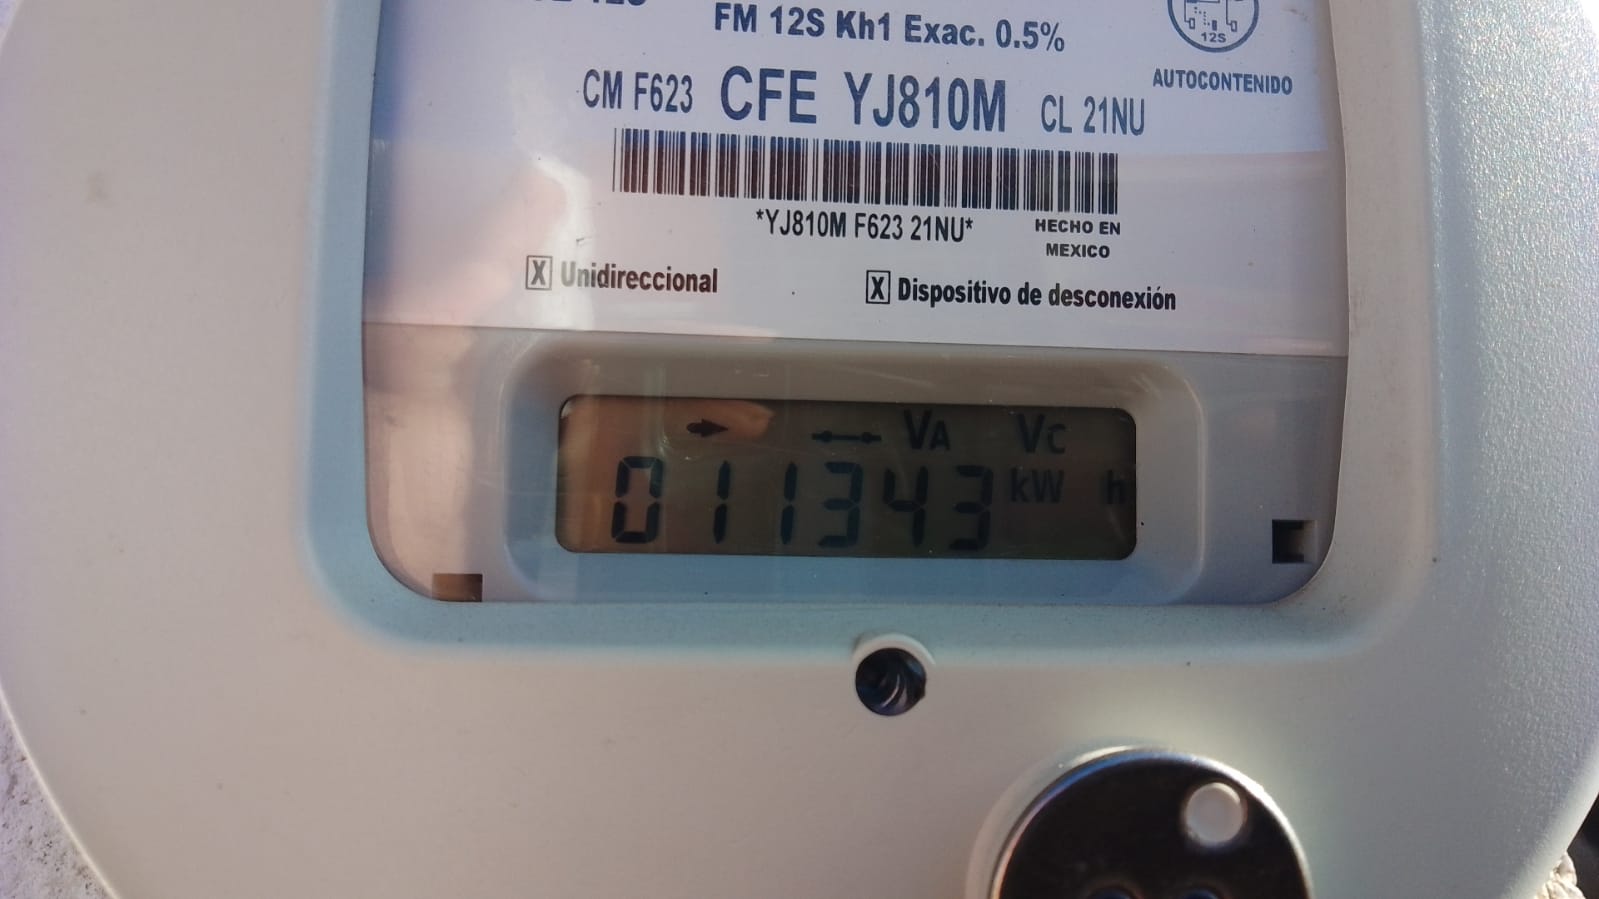 FM 12S Kh1 Exac. 0.5%
12S
AUTOCONTENIDO
CM F623 CFE YJ810M CL 21NU
*YJ810M F623 21NU*
HECHO EN
MEXICO
X Unidireccional
X Dispositivo de desconexión
VA VC
011343 kW h